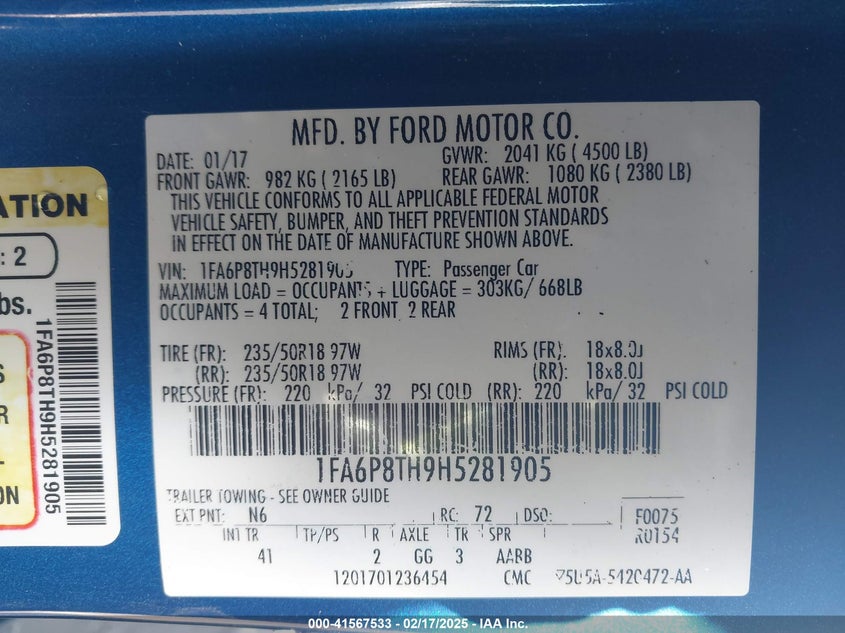 MFD. BY FORD MOTOR CO.
DATE: 01/17 GVWR: 2041 KG ( 4500 LB)
FRONT GAWR: 982 KG ( 2165 LB) REAR GAWR: 1080 KG ( 2380 LB)
THIS VEHICLE CONFORMS TO ALL APPLICABLE FEDERAL MOTOR
VEHICLE SAFETY, BUMPER, AND THEFT PREVENTION STANDARDS
IN EFFECT ON THE DATE OF MANUFACTURE SHOWN ABOVE.
VIN: 1FA6P8TH9H5281905 TYPE: Passenger Car
MAXIMUM LOAD = OCCUPANTS + LUGGAGE = 303KG/ 668LB
OCCUPANTS = 4 TOTAL; 2 FRONT, 2 REAR
TIRE (FR): 235/50R18 97W RIMS (FR): 18x8.0J
(RR): 235/50R18 97W (RR): 18x8.0J
PRESSURE (FR): 220 kPa/ 32 PSI COLD (RR): 220 kPa/ 32 PSI COLD
1FA6P8TH9H5281905
TRAILER TOWING - SEE OWNER GUIDE
EXT PNT: N6 RC: 72 DSO: F0075
INT TR TP/PS R AXLE TR SPR R0154
41 2 GG 3 AARB
1201701236454 CMC
ATION
: 2
bs.
S
R
L
ON
1FA6P8TH9H5281905
000-41567533 - 02/17/2025 - IAA Inc.